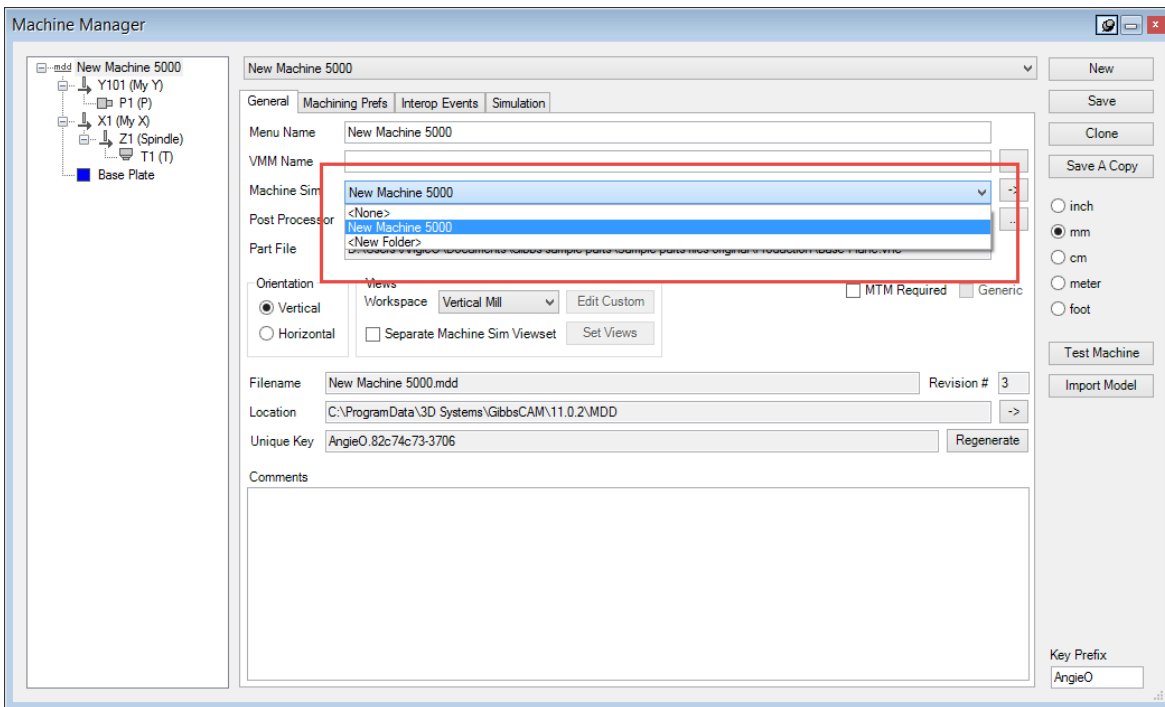 Machine Manager
mdd New Machine 5000
Y101 (My Y)
P1 (P)
X1 (My X)
Z1 (Spindle)
T1 (T)
Base Plate
New Machine 5000
General Machining Prefs Interop Events Simulation
Menu Name New Machine 5000
VMM Name
Machine Sim New Machine 5000 ->
<None>
Post Processor New Machine 5000 ...
<New Folder>
Part File
Orientation
Vertical
Horizontal
Views
Workspace Vertical Mill Edit Custom
Separate Machine Sim Viewset Set Views
MTM Required Generic
Filename New Machine 5000.mdd Revision # 3
Location C:\ProgramData\3D Systems\GibbsCAM\11.0.2\MDD ->
Unique Key AngieO.82c74c73-3706 Regenerate
Comments
New
Save
Clone
Save A Copy
inch
mm
cm
meter
foot
Test Machine
Import Model
Key Prefix
AngieO